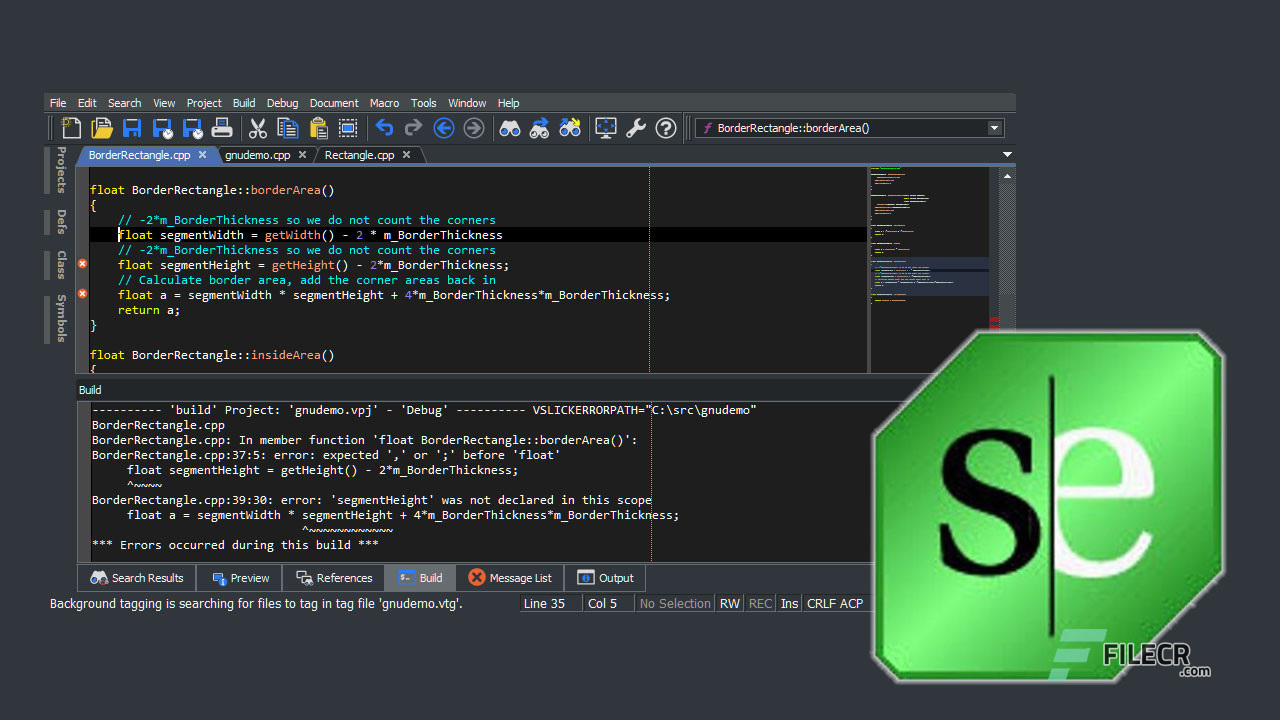 File Edit Search View Project Build Debug Document Macro Tools Window Help
BorderRectangle::borderArea()
BorderRectangle.cpp gnudemo.cpp Rectangle.cpp
Projects
Defs
Class
Symbols
float BorderRectangle::borderArea()
{
// -2*m_BorderThickness so we do not count the corners
float segmentWidth = getWidth() - 2 * m_BorderThickness
// -2*m_BorderThickness so we do not count the corners
float segmentHeight = getHeight() - 2*m_BorderThickness;
// Calculate border area, add the corner areas back in
float a = segmentWidth * segmentHeight + 4*m_BorderThickness*m_BorderThickness;
return a;
}
float BorderRectangle::insideArea()
{
Build
---------- 'build' Project: 'gnudemo.vpj' - 'Debug' ---------- VSLICKERRORPATH="C:\src\gnudemo"
BorderRectangle.cpp
BorderRectangle.cpp: In member function 'float BorderRectangle::borderArea()':
BorderRectangle.cpp:37:5: error: expected ',' or ';' before 'float'
float segmentHeight = getHeight() - 2*m_BorderThickness;
^~~~~
BorderRectangle.cpp:39:30: error: 'segmentHeight' was not declared in this scope
float a = segmentWidth * segmentHeight + 4*m_BorderThickness*m_BorderThickness;
^~~~~~~~~~~~~
*** Errors occurred during this build ***
Search Results Preview References Build Message List Output
Background tagging is searching for files to tag in tag file 'gnudemo.vtg'. Line 35 Col 5 No Selection RW REC Ins CRLF ACP
se
FILECR
.com